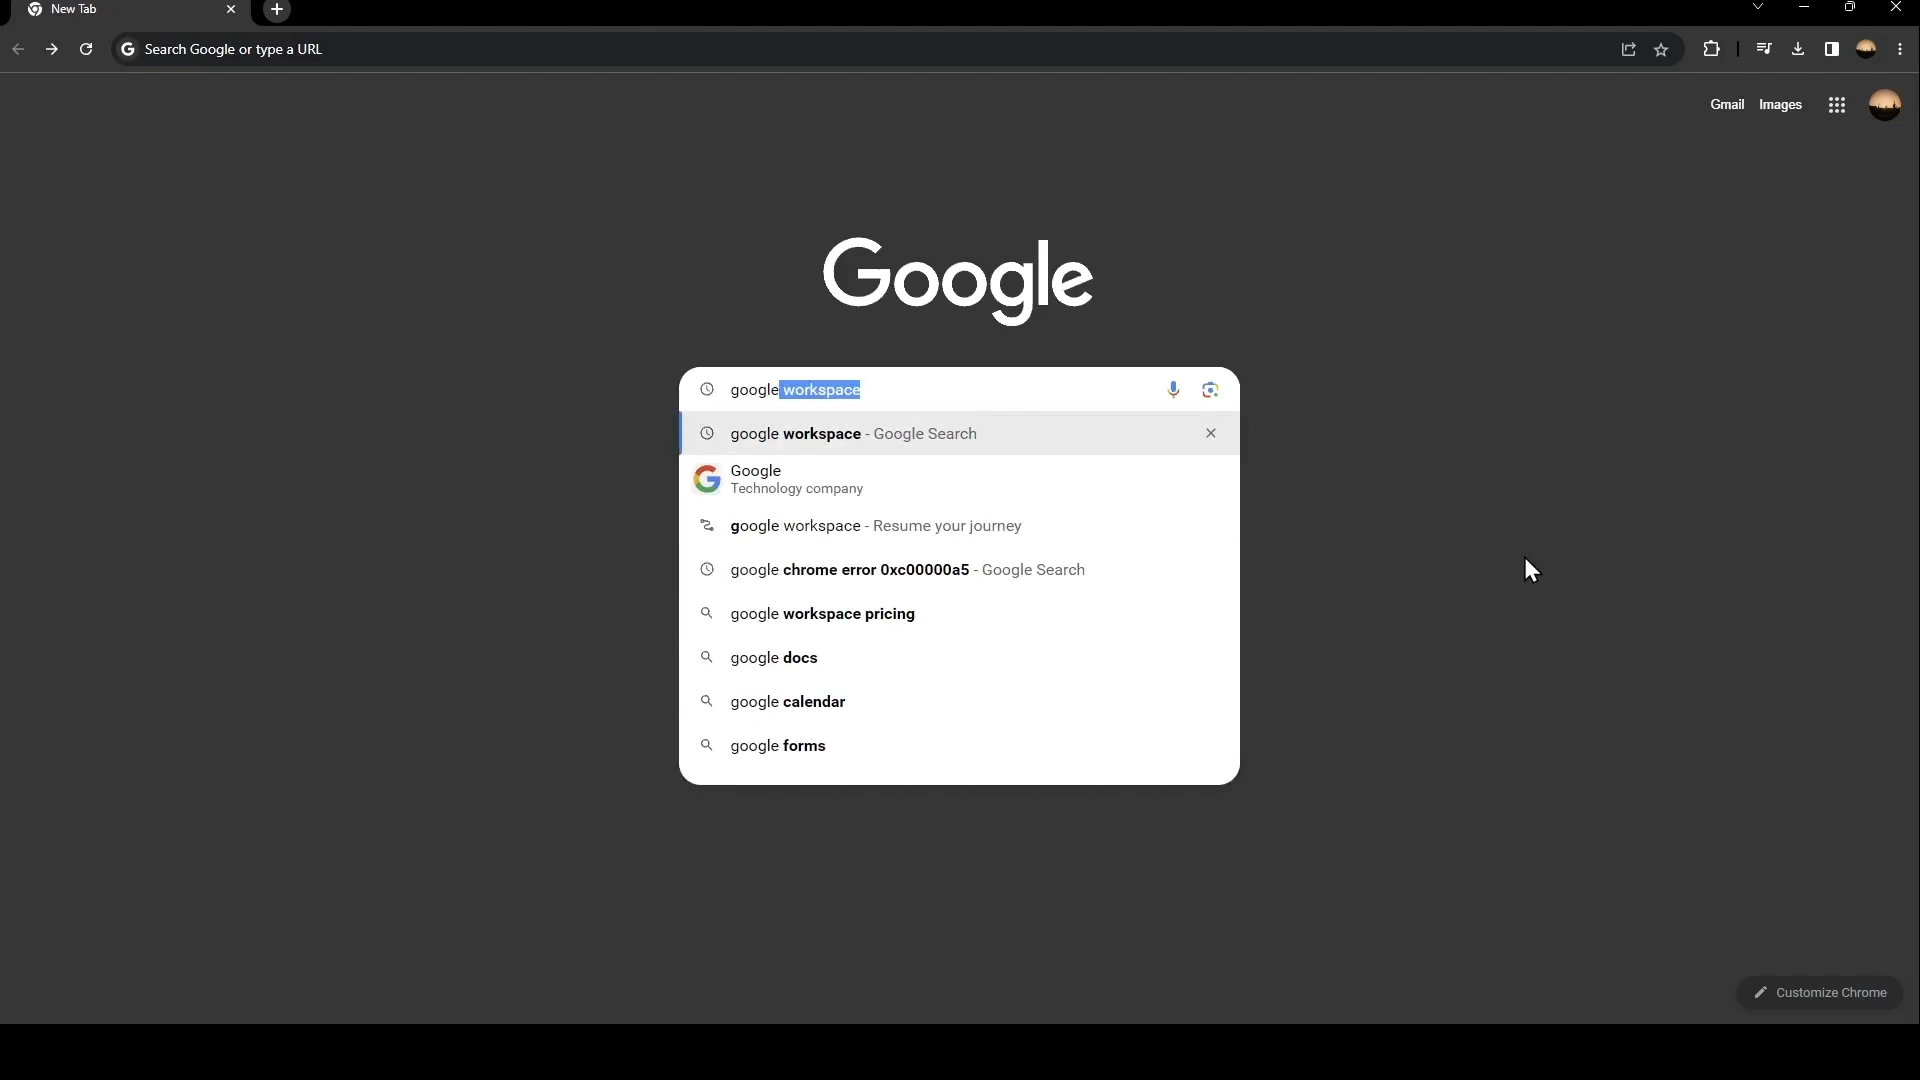 New Tab
Search Google or type a URL
Gmail Images
Google
google workspace
google workspace - Google Search
Google
Technology company
google workspace - Resume your journey
google chrome error 0xc00000a5 - Google Search
google workspace pricing
google docs
google calendar
google forms
Customize Chrome